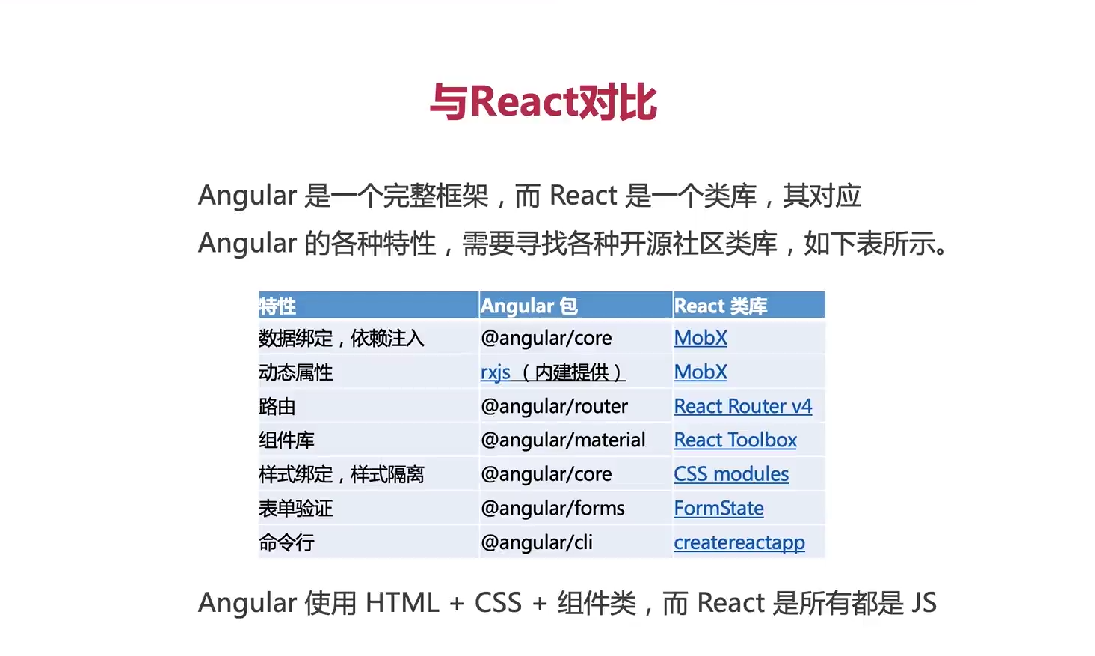 与React对比
Angular 是一个完整框架，而 React 是一个类库，其对应
Angular 的各种特性，需要寻找各种开源社区类库，如下表所示。
特性 Angular 包 React 类库
数据绑定，依赖注入 @angular/core MobX
动态属性 rxjs （内建提供） MobX
路由 @angular/router React Router v4
组件库 @angular/material React Toolbox
样式绑定，样式隔离 @angular/core CSS modules
表单验证 @angular/forms FormState
命令行 @angular/cli createreactapp
Angular 使用 HTML + CSS + 组件类，而 React 是所有都是 JS